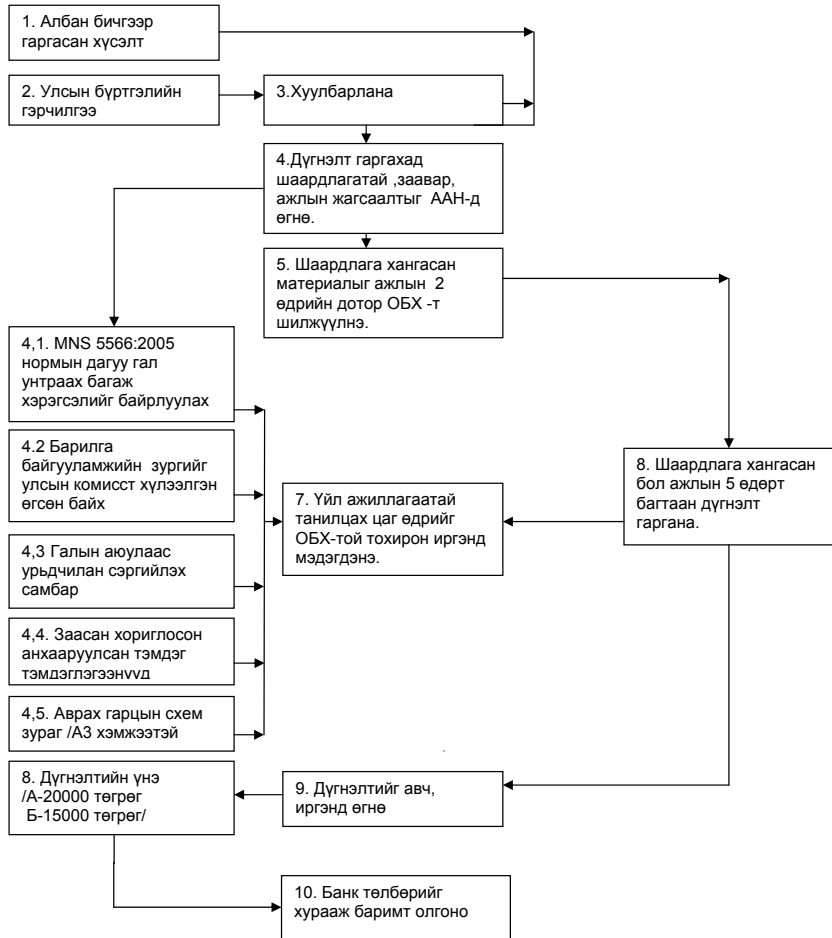 1. Албан бичгээр
гаргасан хүсэлт
2. Улсын бүртгэлийн
гэрчилгээ
3.Хуулбарлана
4.Дүгнэлт гаргахад
шаардлагатай ,заавар,
ажлын жагсаалтыг ААН-д
өгнө.
5. Шаардлага хангасан
материалыг ажлын 2
өдрийн дотор ОБХ -т
шилжүүлнэ.
4,1. MNS 5566:2005
нормын дагуу гал
унтраах багаж
хэрэгсэлийг байрлуулах
4.2 Барилга
байгууламжийн зургийг
улсын комисст хүлээлгэн
өгсөн байх
4,3 Галын аюулаас
урьдчилан сэргийлэх
самбар
4,4. Заасан хориглосон
анхааруулсан тэмдэг
тэмдэглэгээнүүд
4,5. Аврах гарцын схем
зураг /А3 хэмжээтэй
7. Үйл ажиллагаатай
танилцах цаг өдрийг
ОБХ-той тохирон иргэнд
мэдэгдэнэ.
8. Шаардлага хангасан
бол ажлын 5 өдөрт
багтаан дүгнэлт
гаргана.
8. Дүгнэлтийн үнэ
/А-20000 төгрөг
Б-15000 төгрөг/
9. Дүгнэлтийг авч,
иргэнд өгнө
10. Банк төлбөрийг
хурааж баримт олгоно